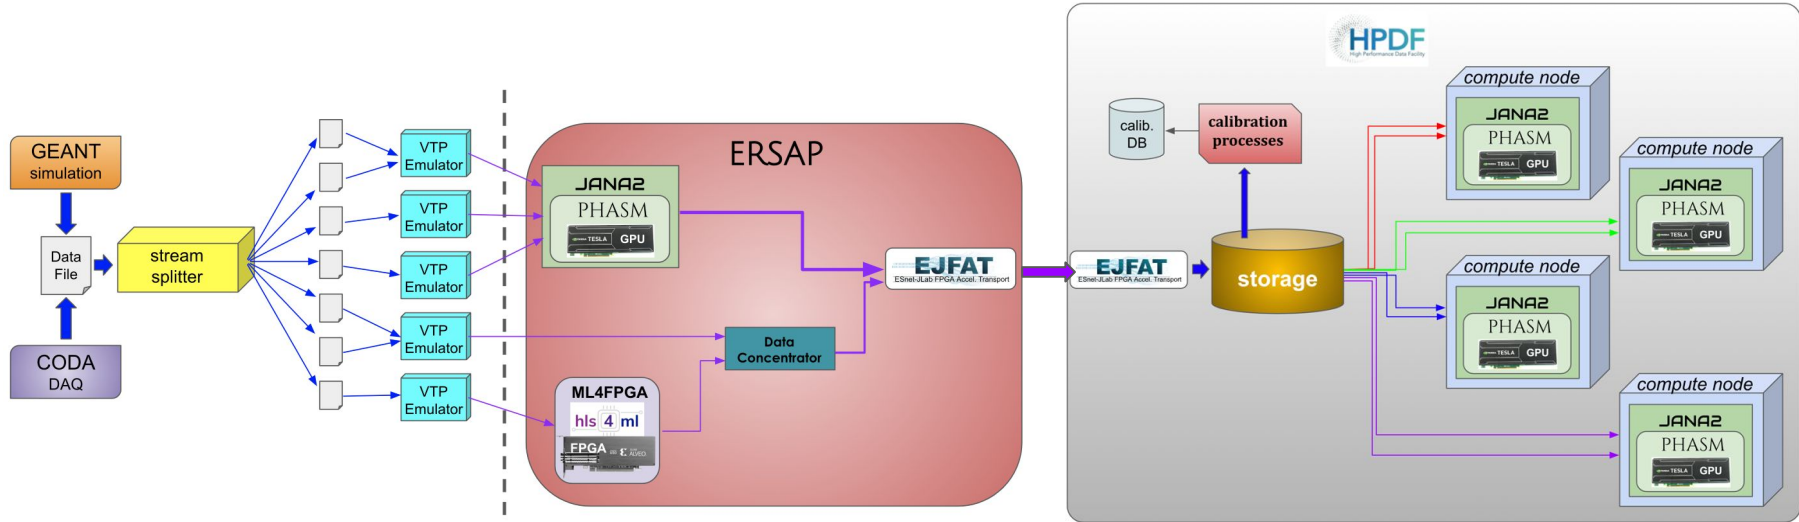 GEANT
simulation
Data
File
CODA
DAQ
stream
splitter
VTP
Emulator
VTP
Emulator
VTP
Emulator
VTP
Emulator
VTP
Emulator
ERSAP
JANA2
PHASM
TESLA GPU
Data
Concentrator
ML4FPGA
hls 4 ml
FPGA
ALVEO
EJFAT
ESnet-JLab FPGA Accel. Transport
EJFAT
ESnet-JLab FPGA Accel. Transport
HPDF
High Performance Data Facility
calib.
DB
calibration
processes
storage
compute node
JANA2
PHASM
TESLA GPU
compute node
JANA2
PHASM
TESLA GPU
compute node
JANA2
PHASM
TESLA GPU
compute node
JANA2
PHASM
TESLA GPU